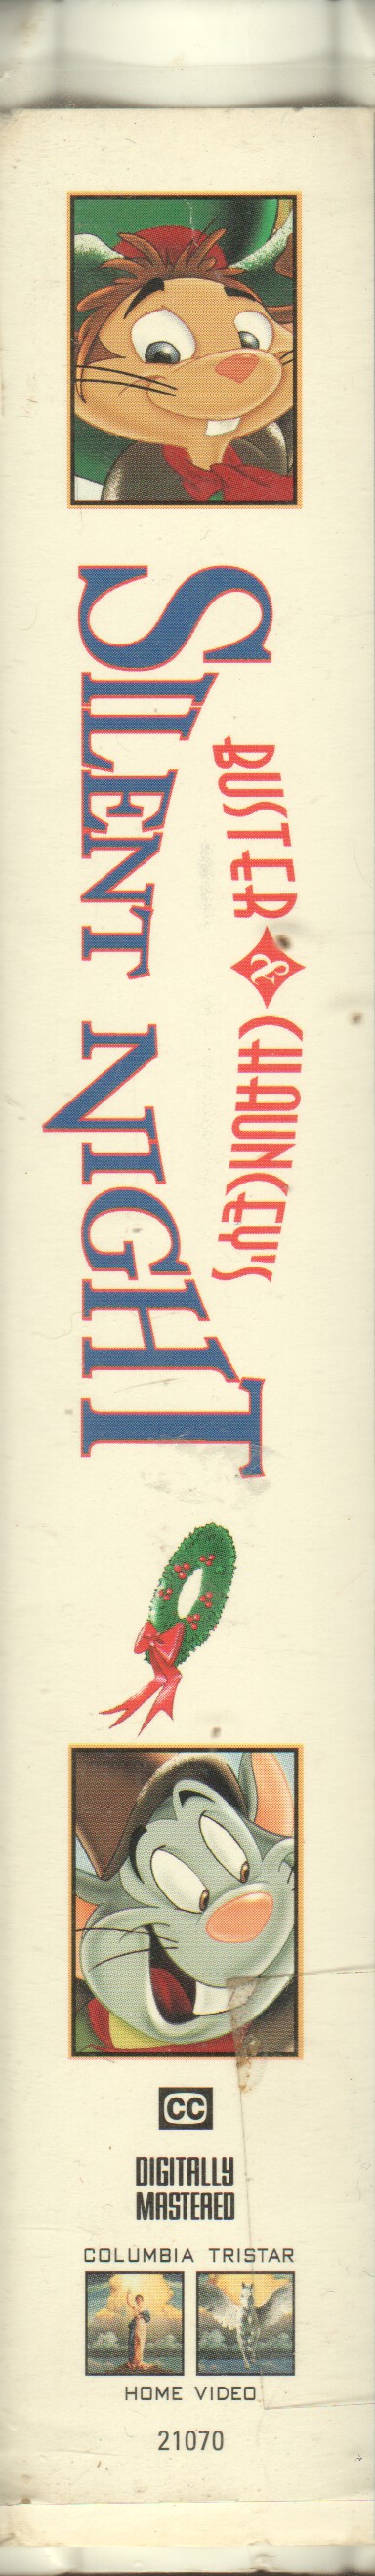 BUSTER & CHAUNCEY'S
SILENT NIGHT
CC
DIGITALLY
MASTERED
COLUMBIA TRISTAR
HOME VIDEO
21070